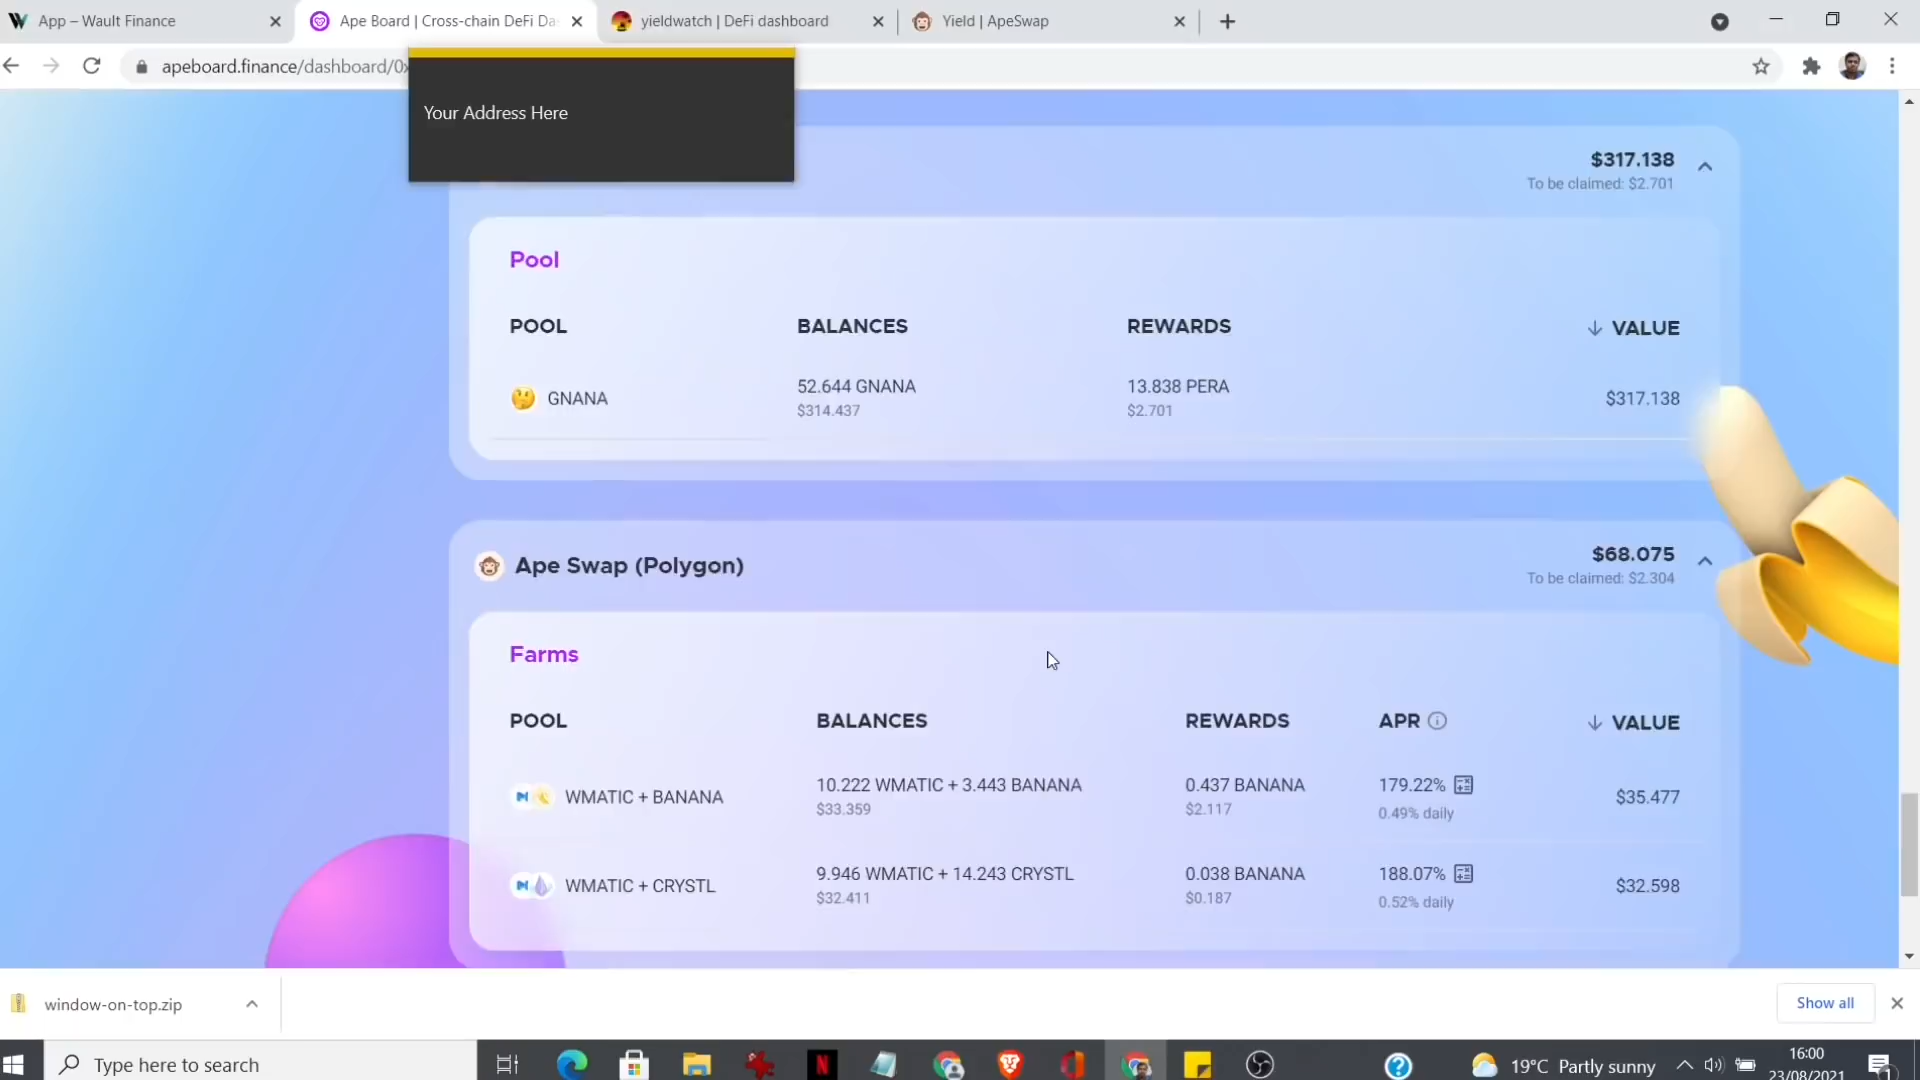 App – Wault Finance
Ape Board | Cross-chain DeFi Da
yieldwatch | DeFi dashboard
Yield | ApeSwap
apeboard.finance/dashboard/0x
Your Address Here
$317.138
To be claimed: $2.701
Pool
POOL BALANCES REWARDS VALUE
GNANA 52.644 GNANA 13.838 PERA $317.138
$314.437 $2.701
Ape Swap (Polygon)
$68.075
To be claimed: $2.304
Farms
POOL BALANCES REWARDS APR VALUE
WMATIC + BANANA 10.222 WMATIC + 3.443 BANANA 0.437 BANANA 179.22% $35.477
$33.359 $2.117 0.49% daily
WMATIC + CRYSTL 9.946 WMATIC + 14.243 CRYSTL 0.038 BANANA 188.07% $32.598
$32.411 $0.187 0.52% daily
window-on-top.zip
Show all
Type here to search
19°C Partly sunny
16:00
23/08/2021